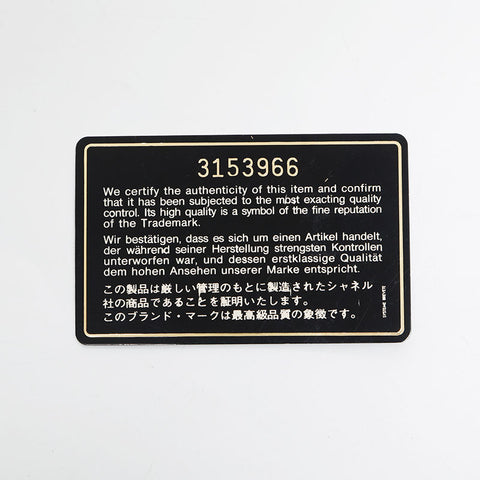 3153966
We certify the authenticity of this item and confirm
that it has been subjected to the most exacting quality
control. Its high quality is a symbol of the fine reputation
of the Trademark.
Wir bestätigen, dass es sich um einen Artikel handelt,
der während seiner Herstellung strengsten Kontrollen
unterworfen war, und dessen erstklassige Qualität
dem hohen Ansehen unserer Marke entspricht.
この製品は厳しい管理のもとに製造されたシャネル
社の商品であることを証明いたします。
このブランド・マークは最高級品質の象徴です。